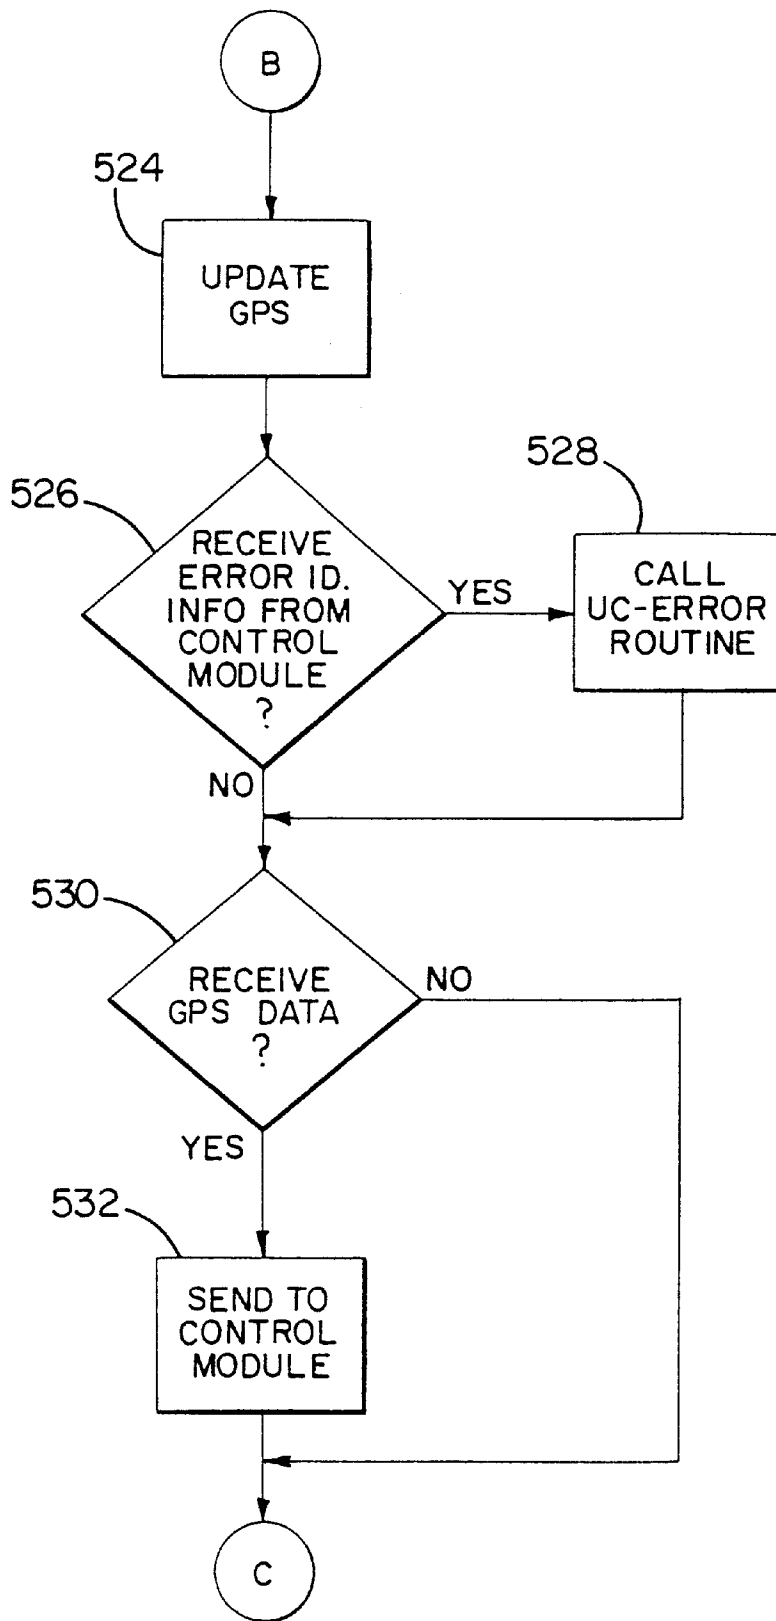 B
524
UPDATE
GPS
526
RECEIVE
ERROR ID.
INFO FROM
CONTROL
MODULE
?
YES
528
CALL
UC-ERROR
ROUTINE
NO
530
RECEIVE
GPS DATA
?
NO
YES
532
SEND TO
CONTROL
MODULE
C